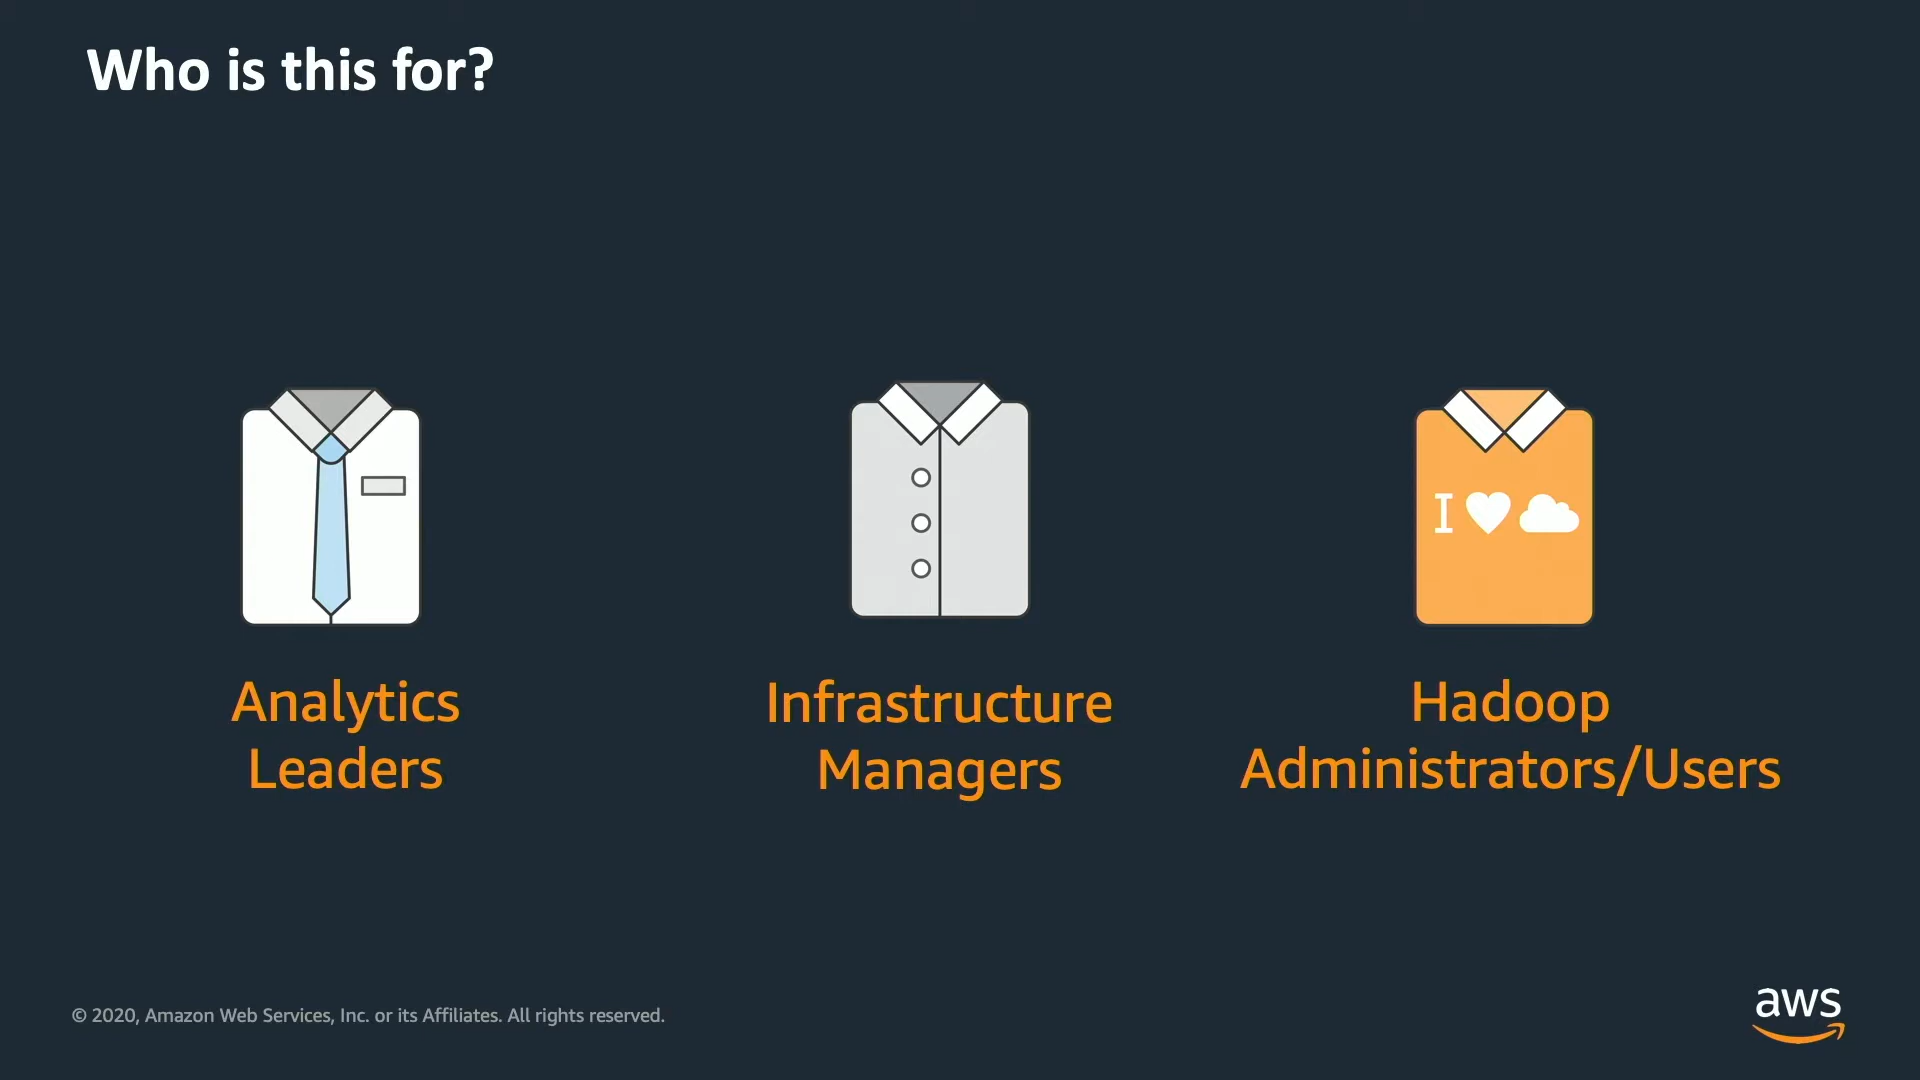 Who is this for?
I
Analytics
Leaders
Infrastructure
Managers
Hadoop
Administrators/Users
© 2020, Amazon Web Services, Inc. or its Affiliates. All rights reserved.
aws